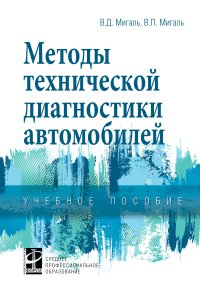 В.Д. Мигаль, В.П. Мигаль
Методы
технической
диагностики
автомобилей
УЧЕБНОЕ ПОСОБИЕ
СРЕДНЕЕ
ПРОФЕССИОНАЛЬНОЕ
ОБРАЗОВАНИЕ